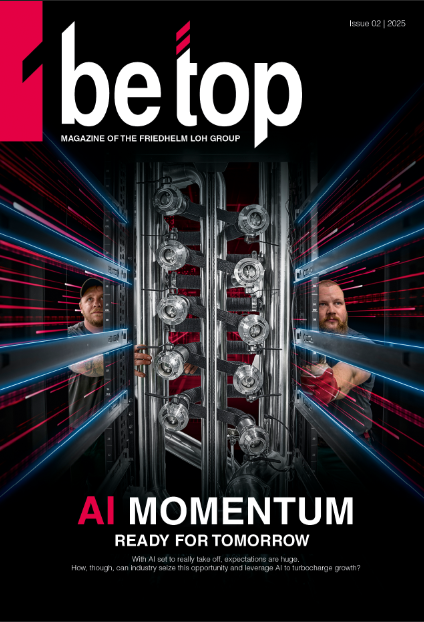 Issue 02 | 2025
be top
MAGAZINE OF THE FRIEDHELM LOH GROUP
AI MOMENTUM
READY FOR TOMORROW
With AI set to really take off, expectations are huge.
How, though, can industry seize this opportunity and leverage AI to turbocharge growth?